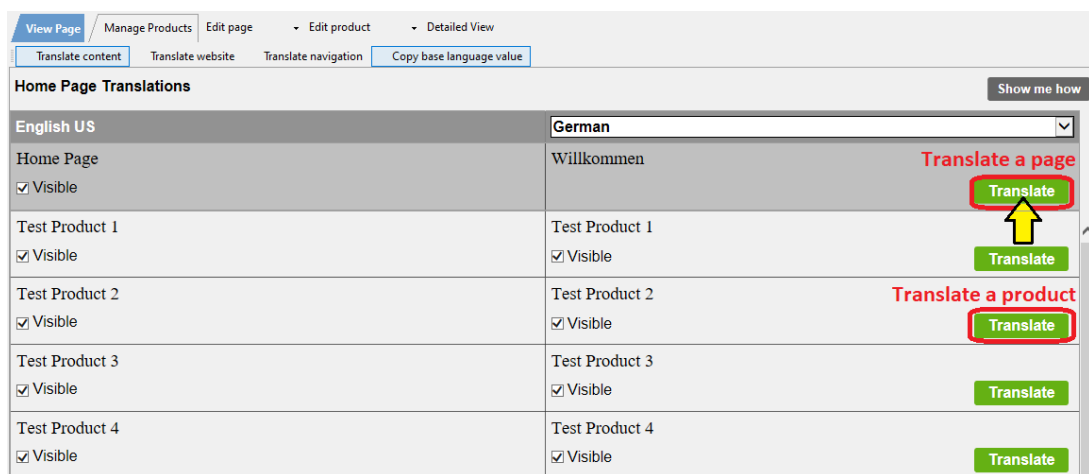 View Page Manage Products Edit page Edit product Detailed View
Translate content Translate website Translate navigation Copy base language value
Home Page Translations Show me how
English US German
Home Page Willkommen Translate a page
Visible Translate
Test Product 1 Test Product 1
Visible Visible Translate
Test Product 2 Test Product 2 Translate a product
Visible Visible Translate
Test Product 3 Test Product 3
Visible Visible Translate
Test Product 4 Test Product 4
Visible Visible Translate